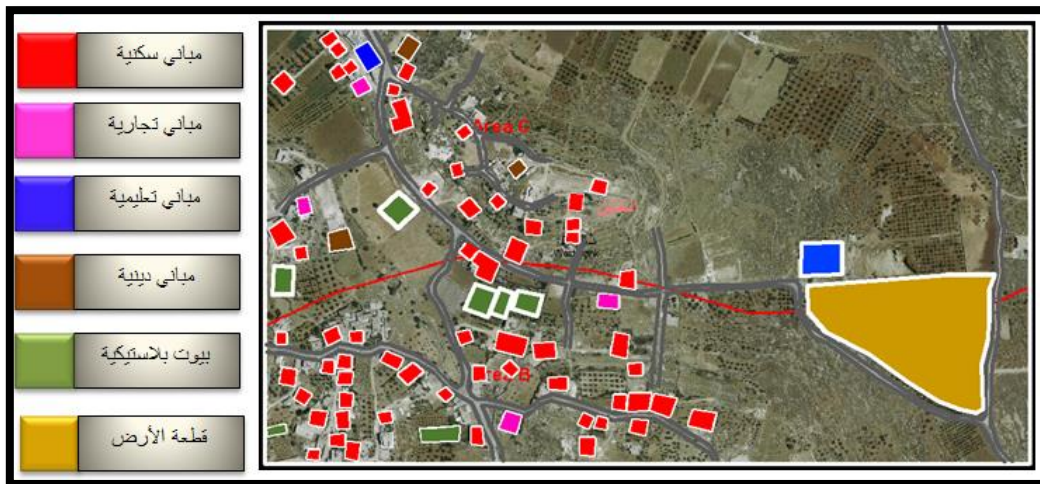 مباني سكنية
مباني تجارية
مباني تعليمية
مباني دينية
بيوت بلاستيكية
قطعة الأرض
Area C
Area B